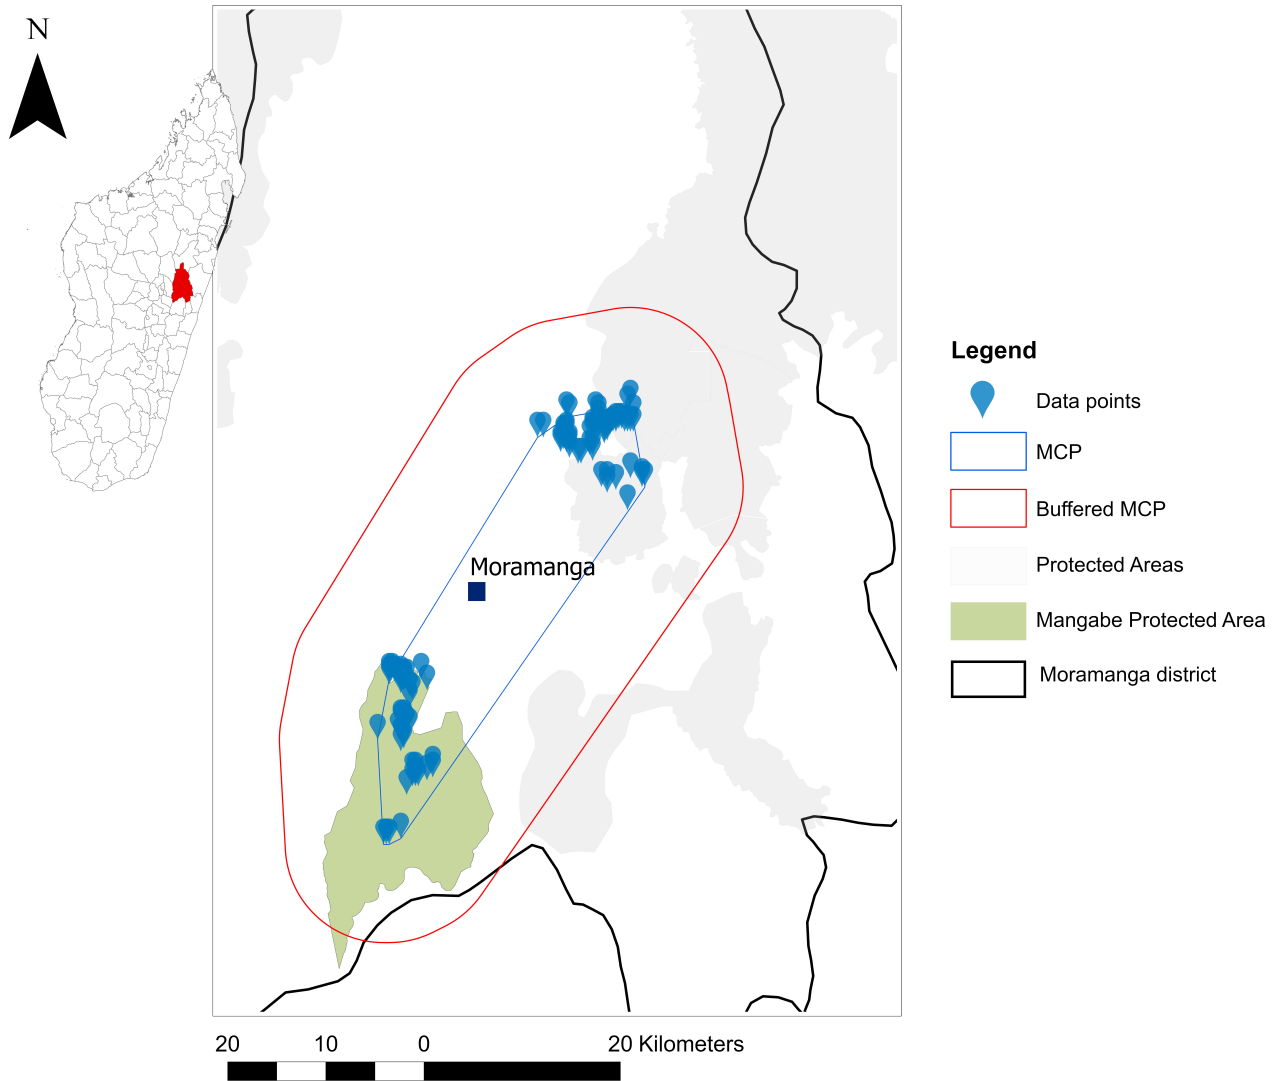 N
Moramanga
Legend
Data points
MCP
Buffered MCP
Protected Areas
Mangabe Protected Area
Moramanga district
20 10 0 20 Kilometers